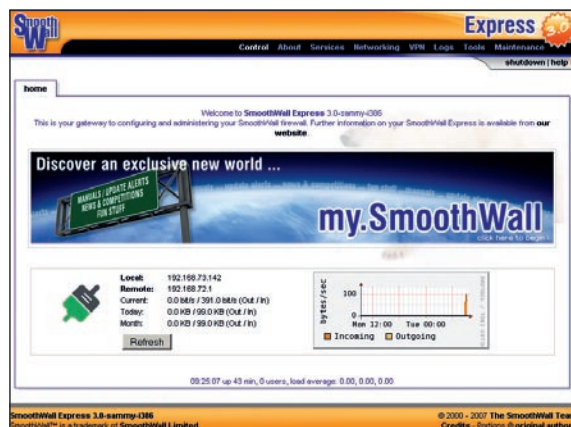 Smooth
Wall
Express 3.0
Control About Services Networking VPN Logs Tools Maintenance
shutdown | help
home
Welcome to SmoothWall Express 3.0-sammy-i386
This is your gateway to configuring and administering your SmoothWall firewall. Further information on your SmoothWall Express is available from our
website.
Discover an exclusive new world ...
MANUALS / UPDATE ALERTS
NEWS & COMPETITIONS
FUN STUFF
my.SmoothWall
click here to begin
Local: 192.168.73.142
Remote: 192.168.72.1
Current: 0.0 bit/s / 391.0 bit/s (Out / In)
Today: 0.0 KB / 99.0 KB (Out / In)
Month: 0.0 KB / 99.0 KB (Out / In)
Refresh
bytes/sec
100
0
Mon 12:00 Tue 00:00
Incoming Outgoing
09:25:07 up 43 min, 0 users, load average: 0.00, 0.00, 0.00
SmoothWall Express 3.0-sammy-i386
SmoothWall™ is a trademark of SmoothWall Limited.
© 2000 - 2007 The SmoothWall Team
Credits - Portions © original authors